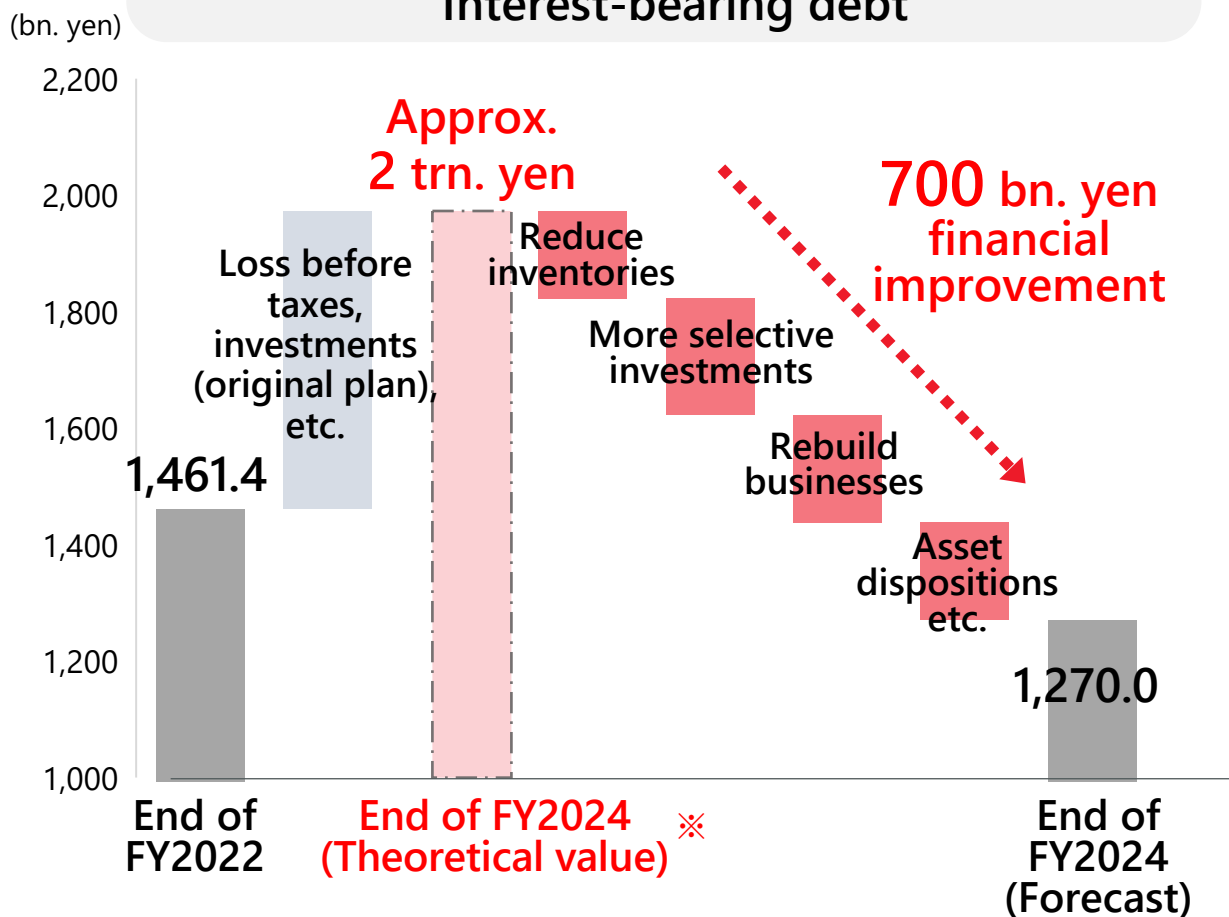 Interest-bearing debt
(bn. yen)
2,200
2,000
1,800
1,600
1,400
1,200
1,000
Approx.
2 trn. yen
700 bn. yen
financial
improvement
Loss before
taxes,
investments
(original plan),
etc.
Reduce
inventories
More selective
investments
Rebuild
businesses
Asset
dispositions
etc.
1,461.4
1,270.0
End of
FY2022
End of FY2024
(Theoretical value) ※
End of
FY2024
(Forecast)